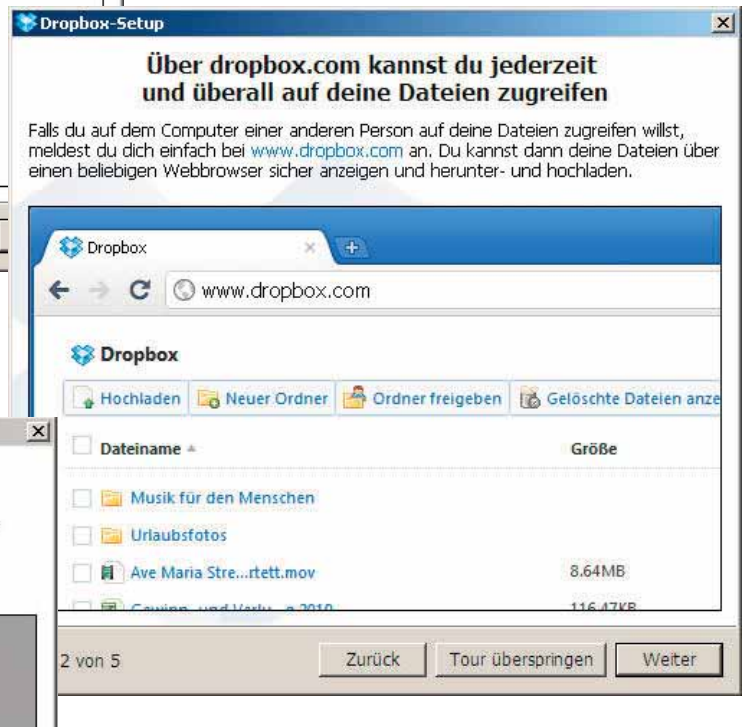 Dropbox-Setup
Über dropbox.com kannst du jederzeit
und überall auf deine Dateien zugreifen
Falls du auf dem Computer einer anderen Person auf deine Dateien zugreifen willst,
meldest du dich einfach bei www.dropbox.com an. Du kannst dann deine Dateien über
einen beliebigen Webbrowser sicher anzeigen und herunter- und hochladen.
Dropbox
www.dropbox.com
Dropbox
Hochladen Neuer Ordner Ordner freigeben Gelöschte Dateien anze
Dateiname Größe
Musik für den Menschen
Urlaubsfotos
Ave Maria Stre...rtett.mov 8.64MB
2010 116.47KB
2 von 5 Zurück Tour überspringen Weiter